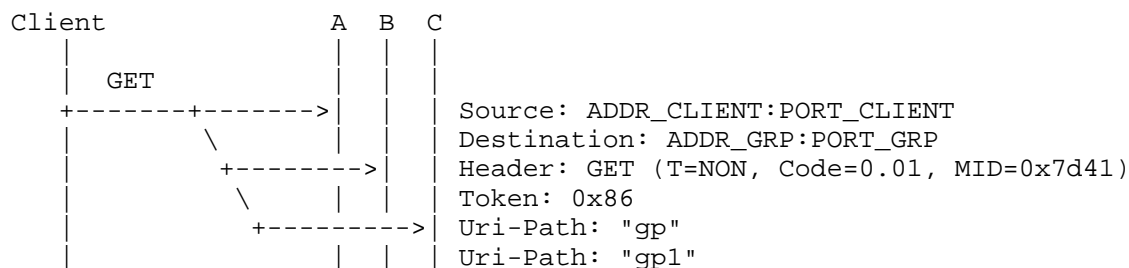 Client A B C
GET
Source: ADDR_CLIENT:PORT_CLIENT
Destination: ADDR_GRP:PORT_GRP
Header: GET (T=NON, Code=0.01, MID=0x7d41)
Token: 0x86
Uri-Path: "gp"
Uri-Path: "gp1"